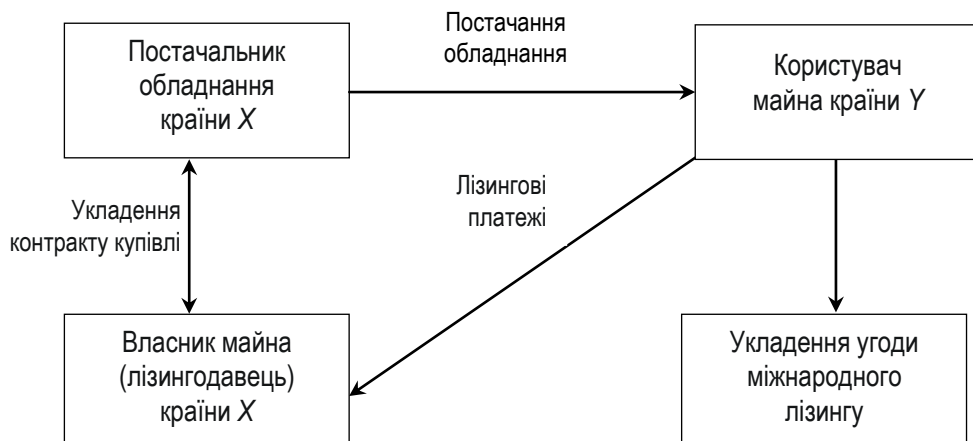 Постачальник
обладнання
країни X
Постачання
обладнання
Користувач
майна країни Y
Укладення
контракту купівлі
Лізингові
платежі
Власник майна
(лізингодавець)
країни X
Укладення угоди
міжнародного
лізингу